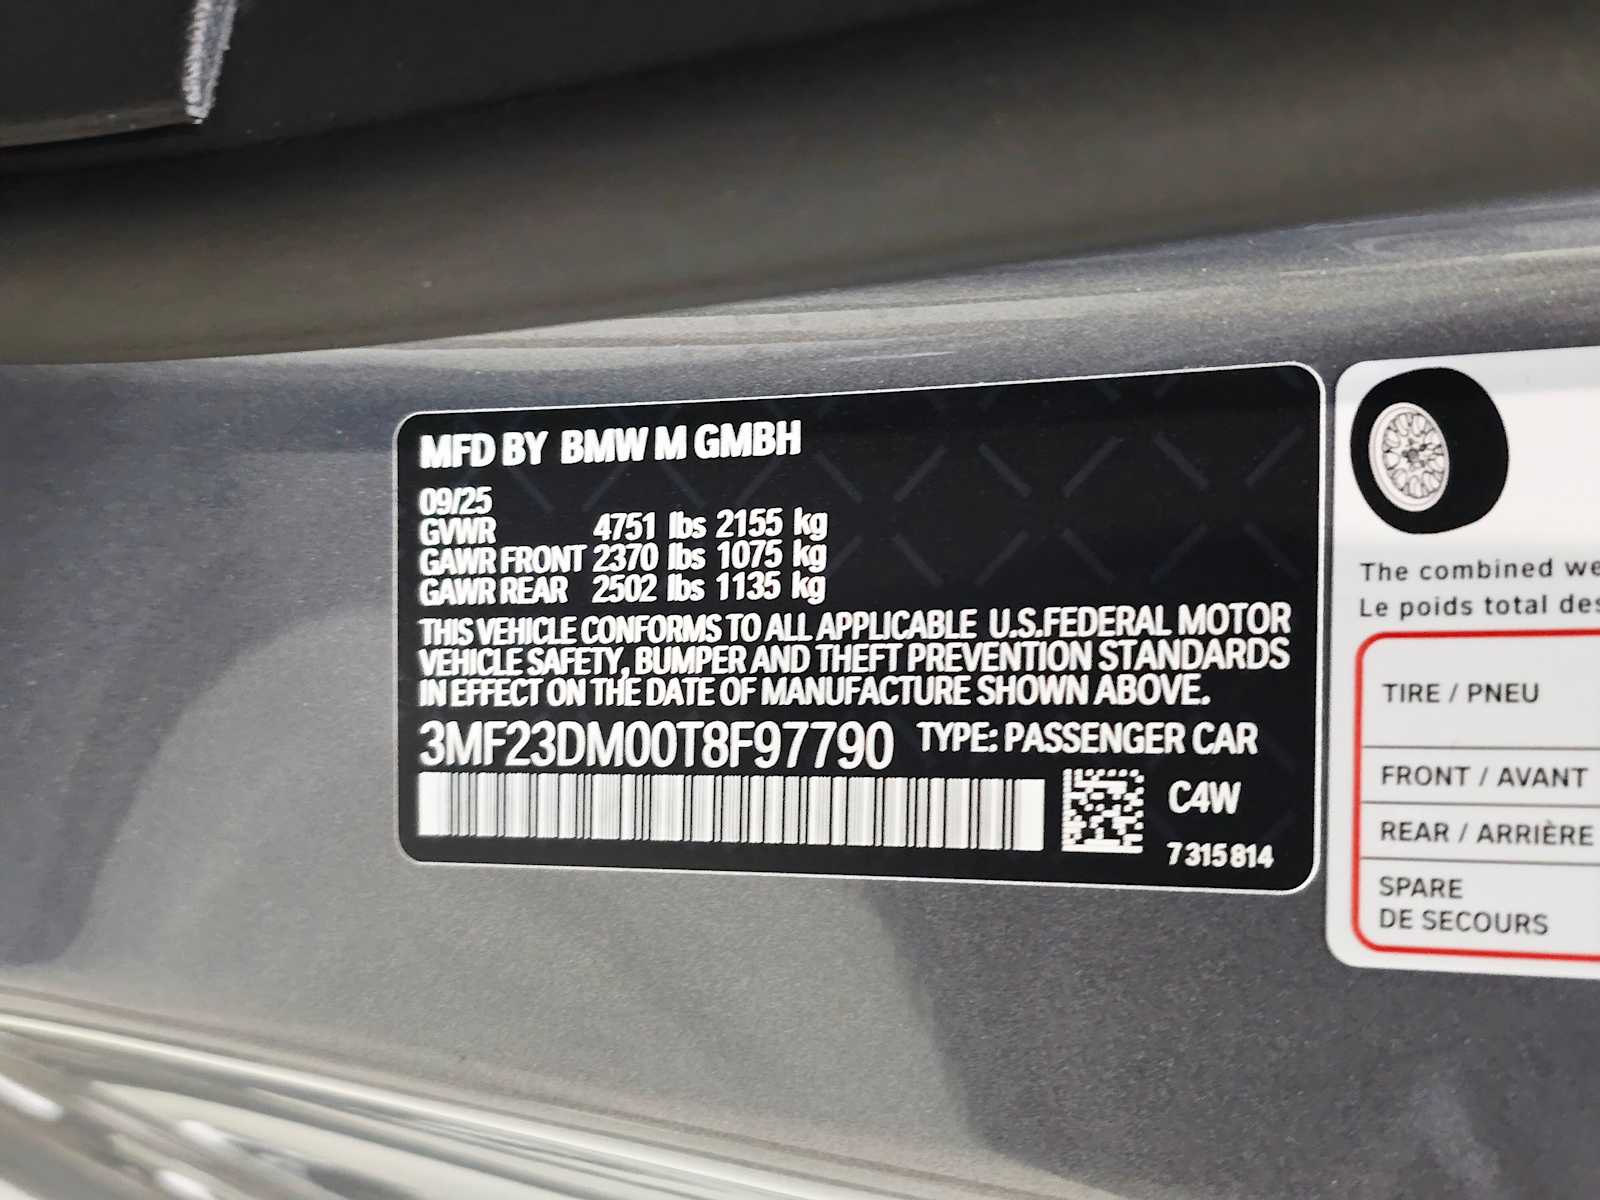 MFD BY BMW M GMBH
09/25
GVWR 4751 lbs 2155 kg
GAWR FRONT 2370 lbs 1075 kg
GAWR REAR 2502 lbs 1135 kg
THIS VEHICLE CONFORMS TO ALL APPLICABLE U.S.FEDERAL MOTOR
VEHICLE SAFETY, BUMPER AND THEFT PREVENTION STANDARDS
IN EFFECT ON THE DATE OF MANUFACTURE SHOWN ABOVE.
3MF23DM00T8F97790 TYPE: PASSENGER CAR
C4W
7 315 814
The combined we
Le poids total des
TIRE / PNEU
FRONT / AVANT
REAR / ARRIÈRE
SPARE
DE SECOURS